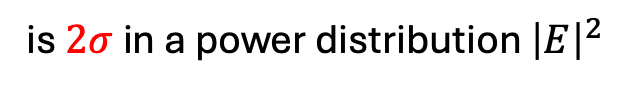 is 2σ in a power distribution |E|²